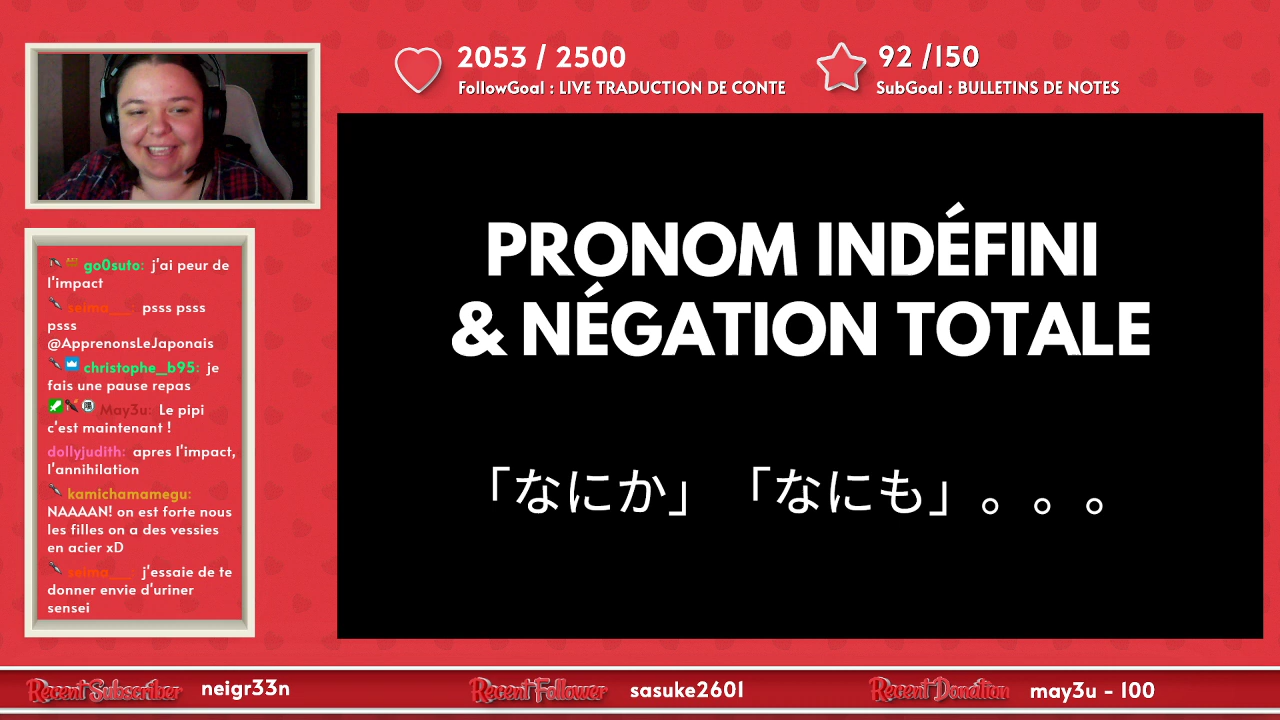 2053 / 2500
FollowGoal : LIVE TRADUCTION DE CONTE
92 /150
SubGoal : BULLETINS DE NOTES
PRONOM INDÉFINI
& NÉGATION TOTALE
「なにか」「なにも」。。。
go0suto: j'ai peur de
l'impact
seima___: psss psss
psss
@ApprenonsLeJaponais
christophe_b95: je
fais une pause repas
May3u: Le pipi
c'est maintenant !
dollyjudith: apres l'impact,
l'annihilation
kamichamamegu:
NAAAAN! on est forte nous
les filles on a des vessies
en acier xD
seima___: j'essaie de te
donner envie d'uriner
sensei
Recent Subscriber neigr33n
Recent Follower sasuke2601
Recent Donation may3u - 100